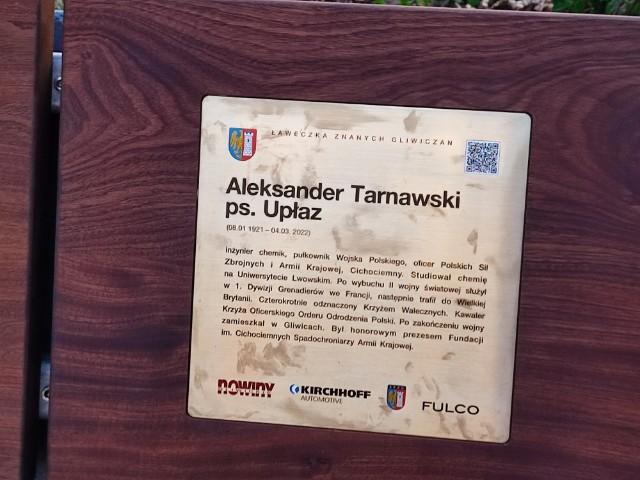 ŁAWECZKA ZNANYCH GLIWICZAN
Aleksander Tarnawski
ps. Upłaz
(08.01 1921 – 04.03. 2022)
inżynier chemik, pułkownik Wojska Polskiego, oficer Polskich Sił
Zbrojnych i Armii Krajowej, Cichociemny. Studiował chemię
na Uniwersytecie Lwowskim. Po wybuchu II wojny światowej służył
w 1. Dywizji Grenadierów we Francji, następnie trafił do Wielkiej
Brytanii. Czterokrotnie odznaczony Krzyżem Walecznych. Kawaler
Krzyża Oficerskiego Orderu Odrodzenia Polski. Po zakończeniu wojny
zamieszkał w Gliwicach. Był honorowym prezesem Fundacji
im. Cichociemnych Spadochroniarzy Armii Krajowej.
NOWINY
KIRCHHOFF
AUTOMOTIVE
FULCO